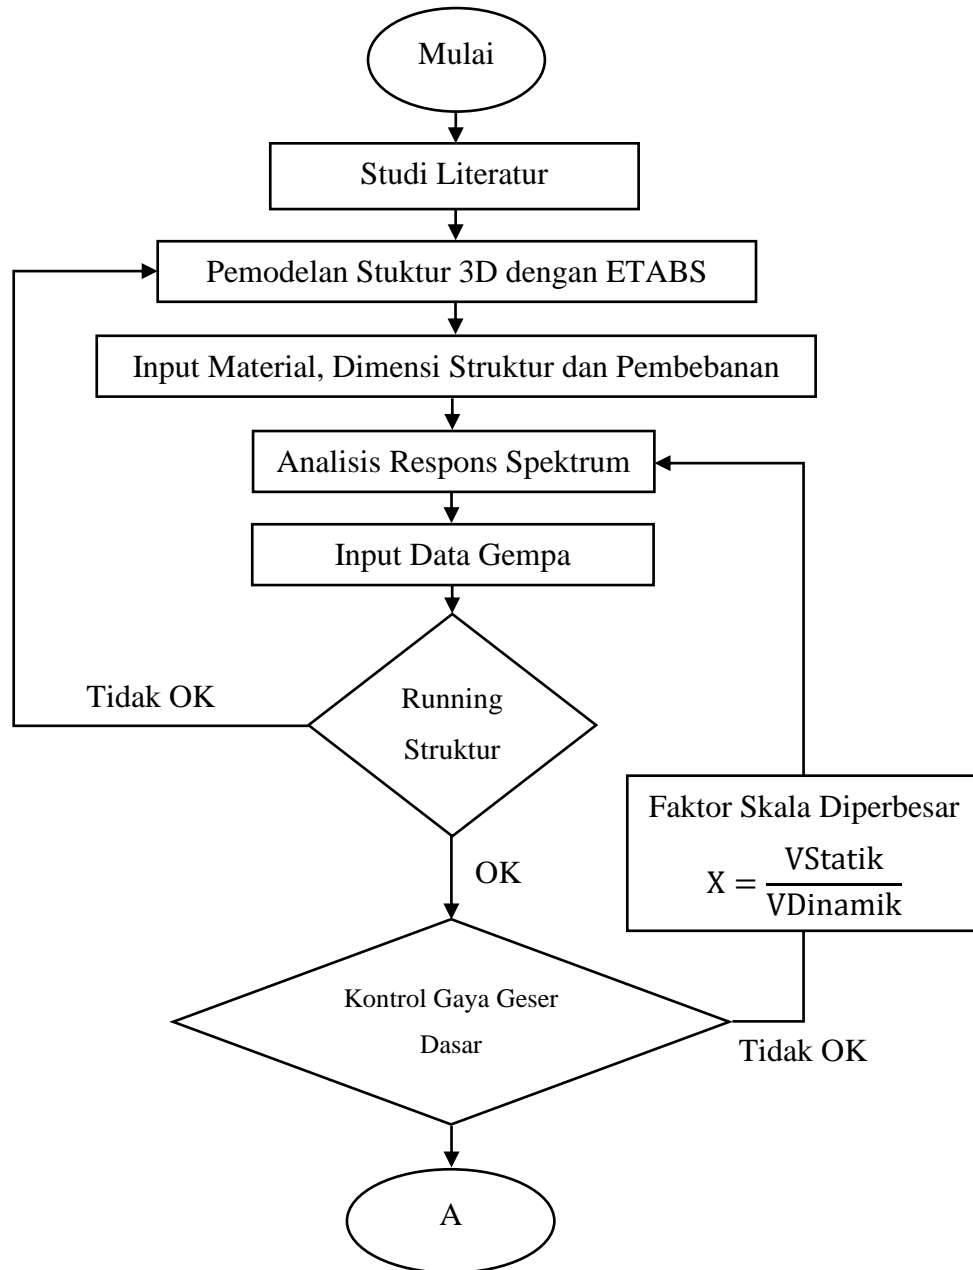 Mulai
Studi Literatur
Pemodelan Stuktur 3D dengan ETABS
Input Material, Dimensi Struktur dan Pembebanan
Analisis Respons Spektrum
Input Data Gempa
Tidak OK
Running
Struktur
Faktor Skala Diperbesar
X = VStatik / VDinamik
OK
Kontrol Gaya Geser
Dasar
Tidak OK
A